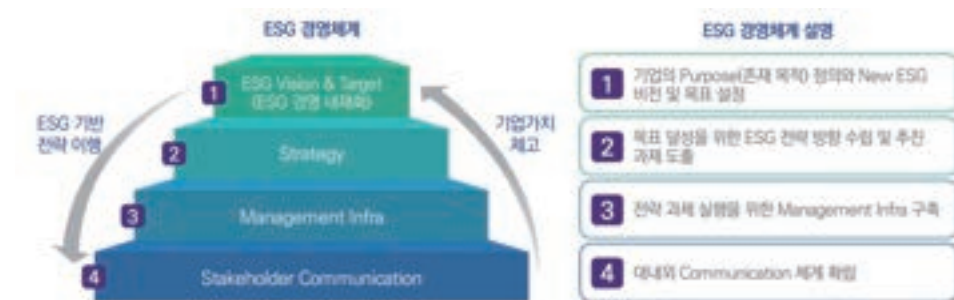 ESG 경영체계
1
ESG Vision & Target
(ESG 경영 내재화)
2
Strategy
3
Management Infra
4
Stakeholder Communication
ESG 기반
전략 이행
기업가치
제고
ESG 경영체계 설명
1
기업의 Purpose(존재 목적) 정의와 New ESG
비전 및 목표 설정
2
목표 달성을 위한 ESG 전략 방향 수립 및 추진
과제 도출
3
전략 과제 실행을 위한 Management Infra 구축
4
대내외 Communication 체계 확립